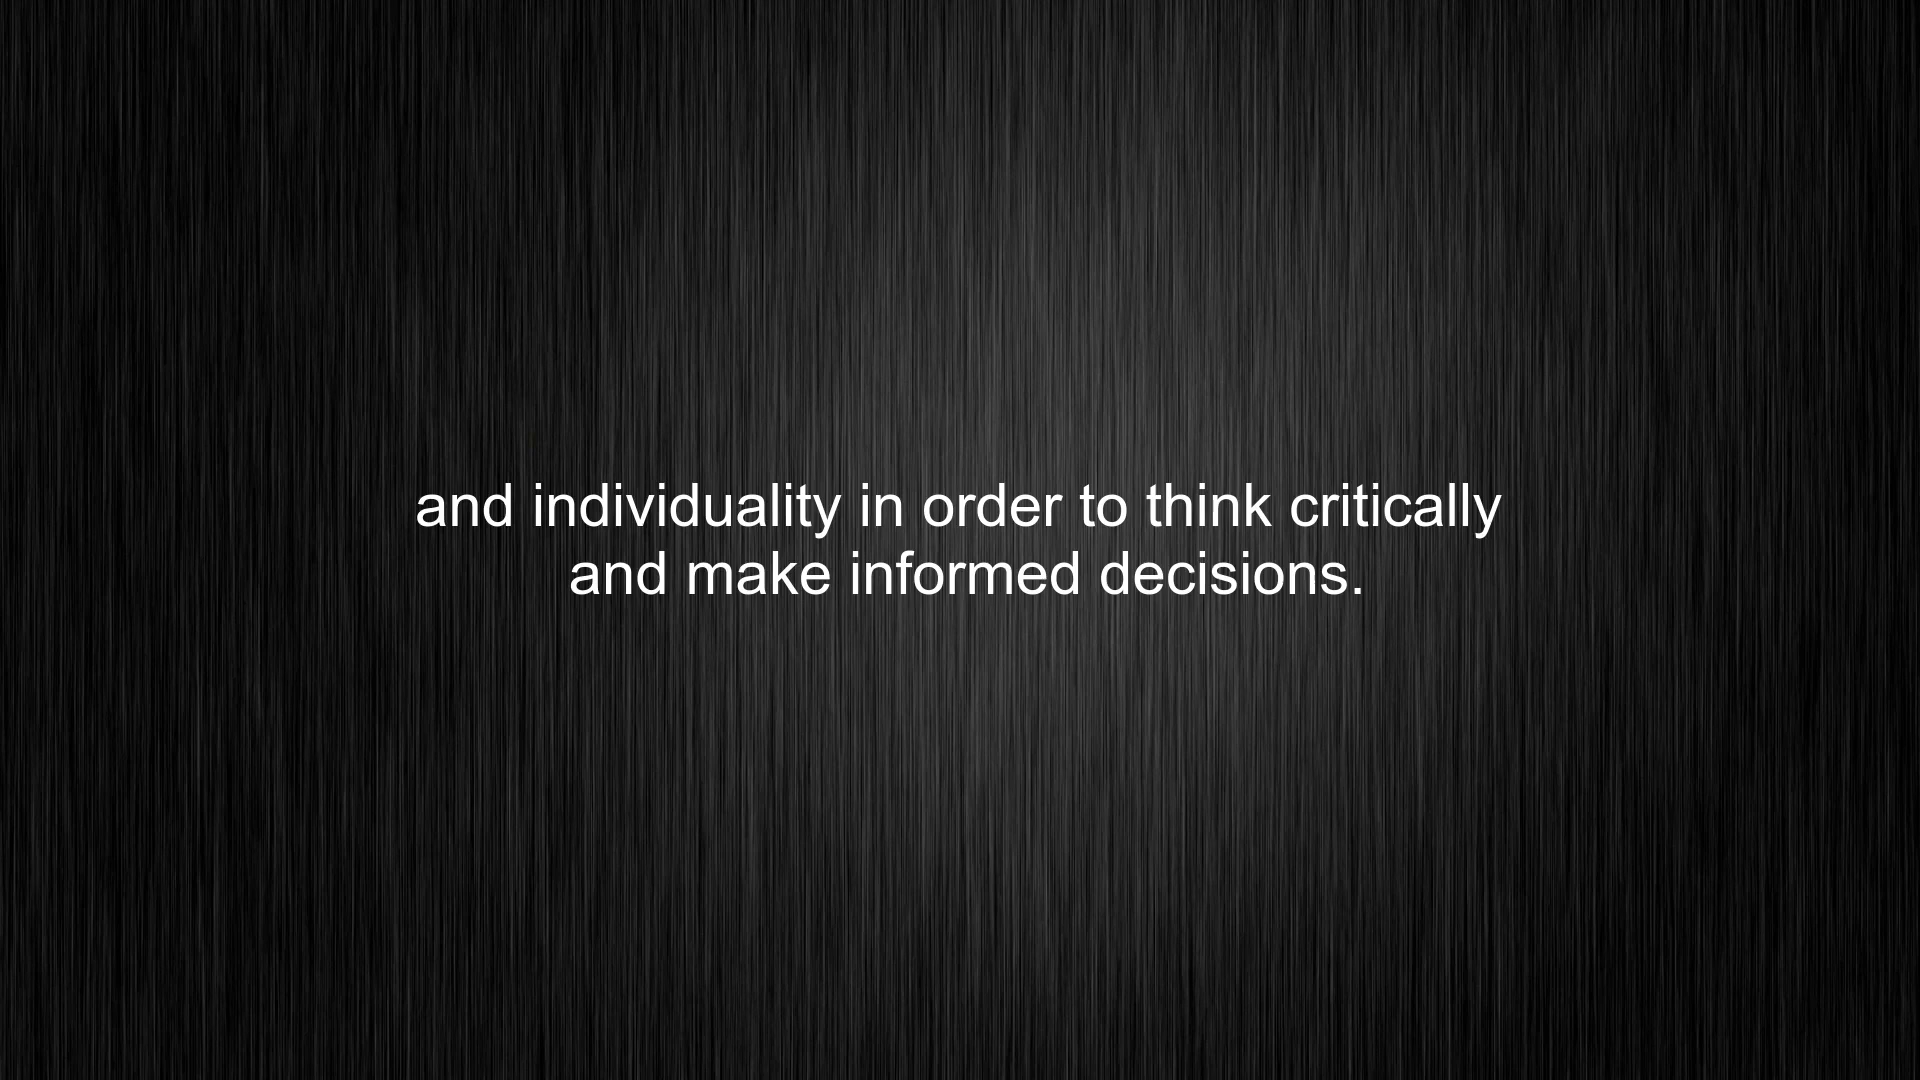 and individuality in order to think critically
and make informed decisions.